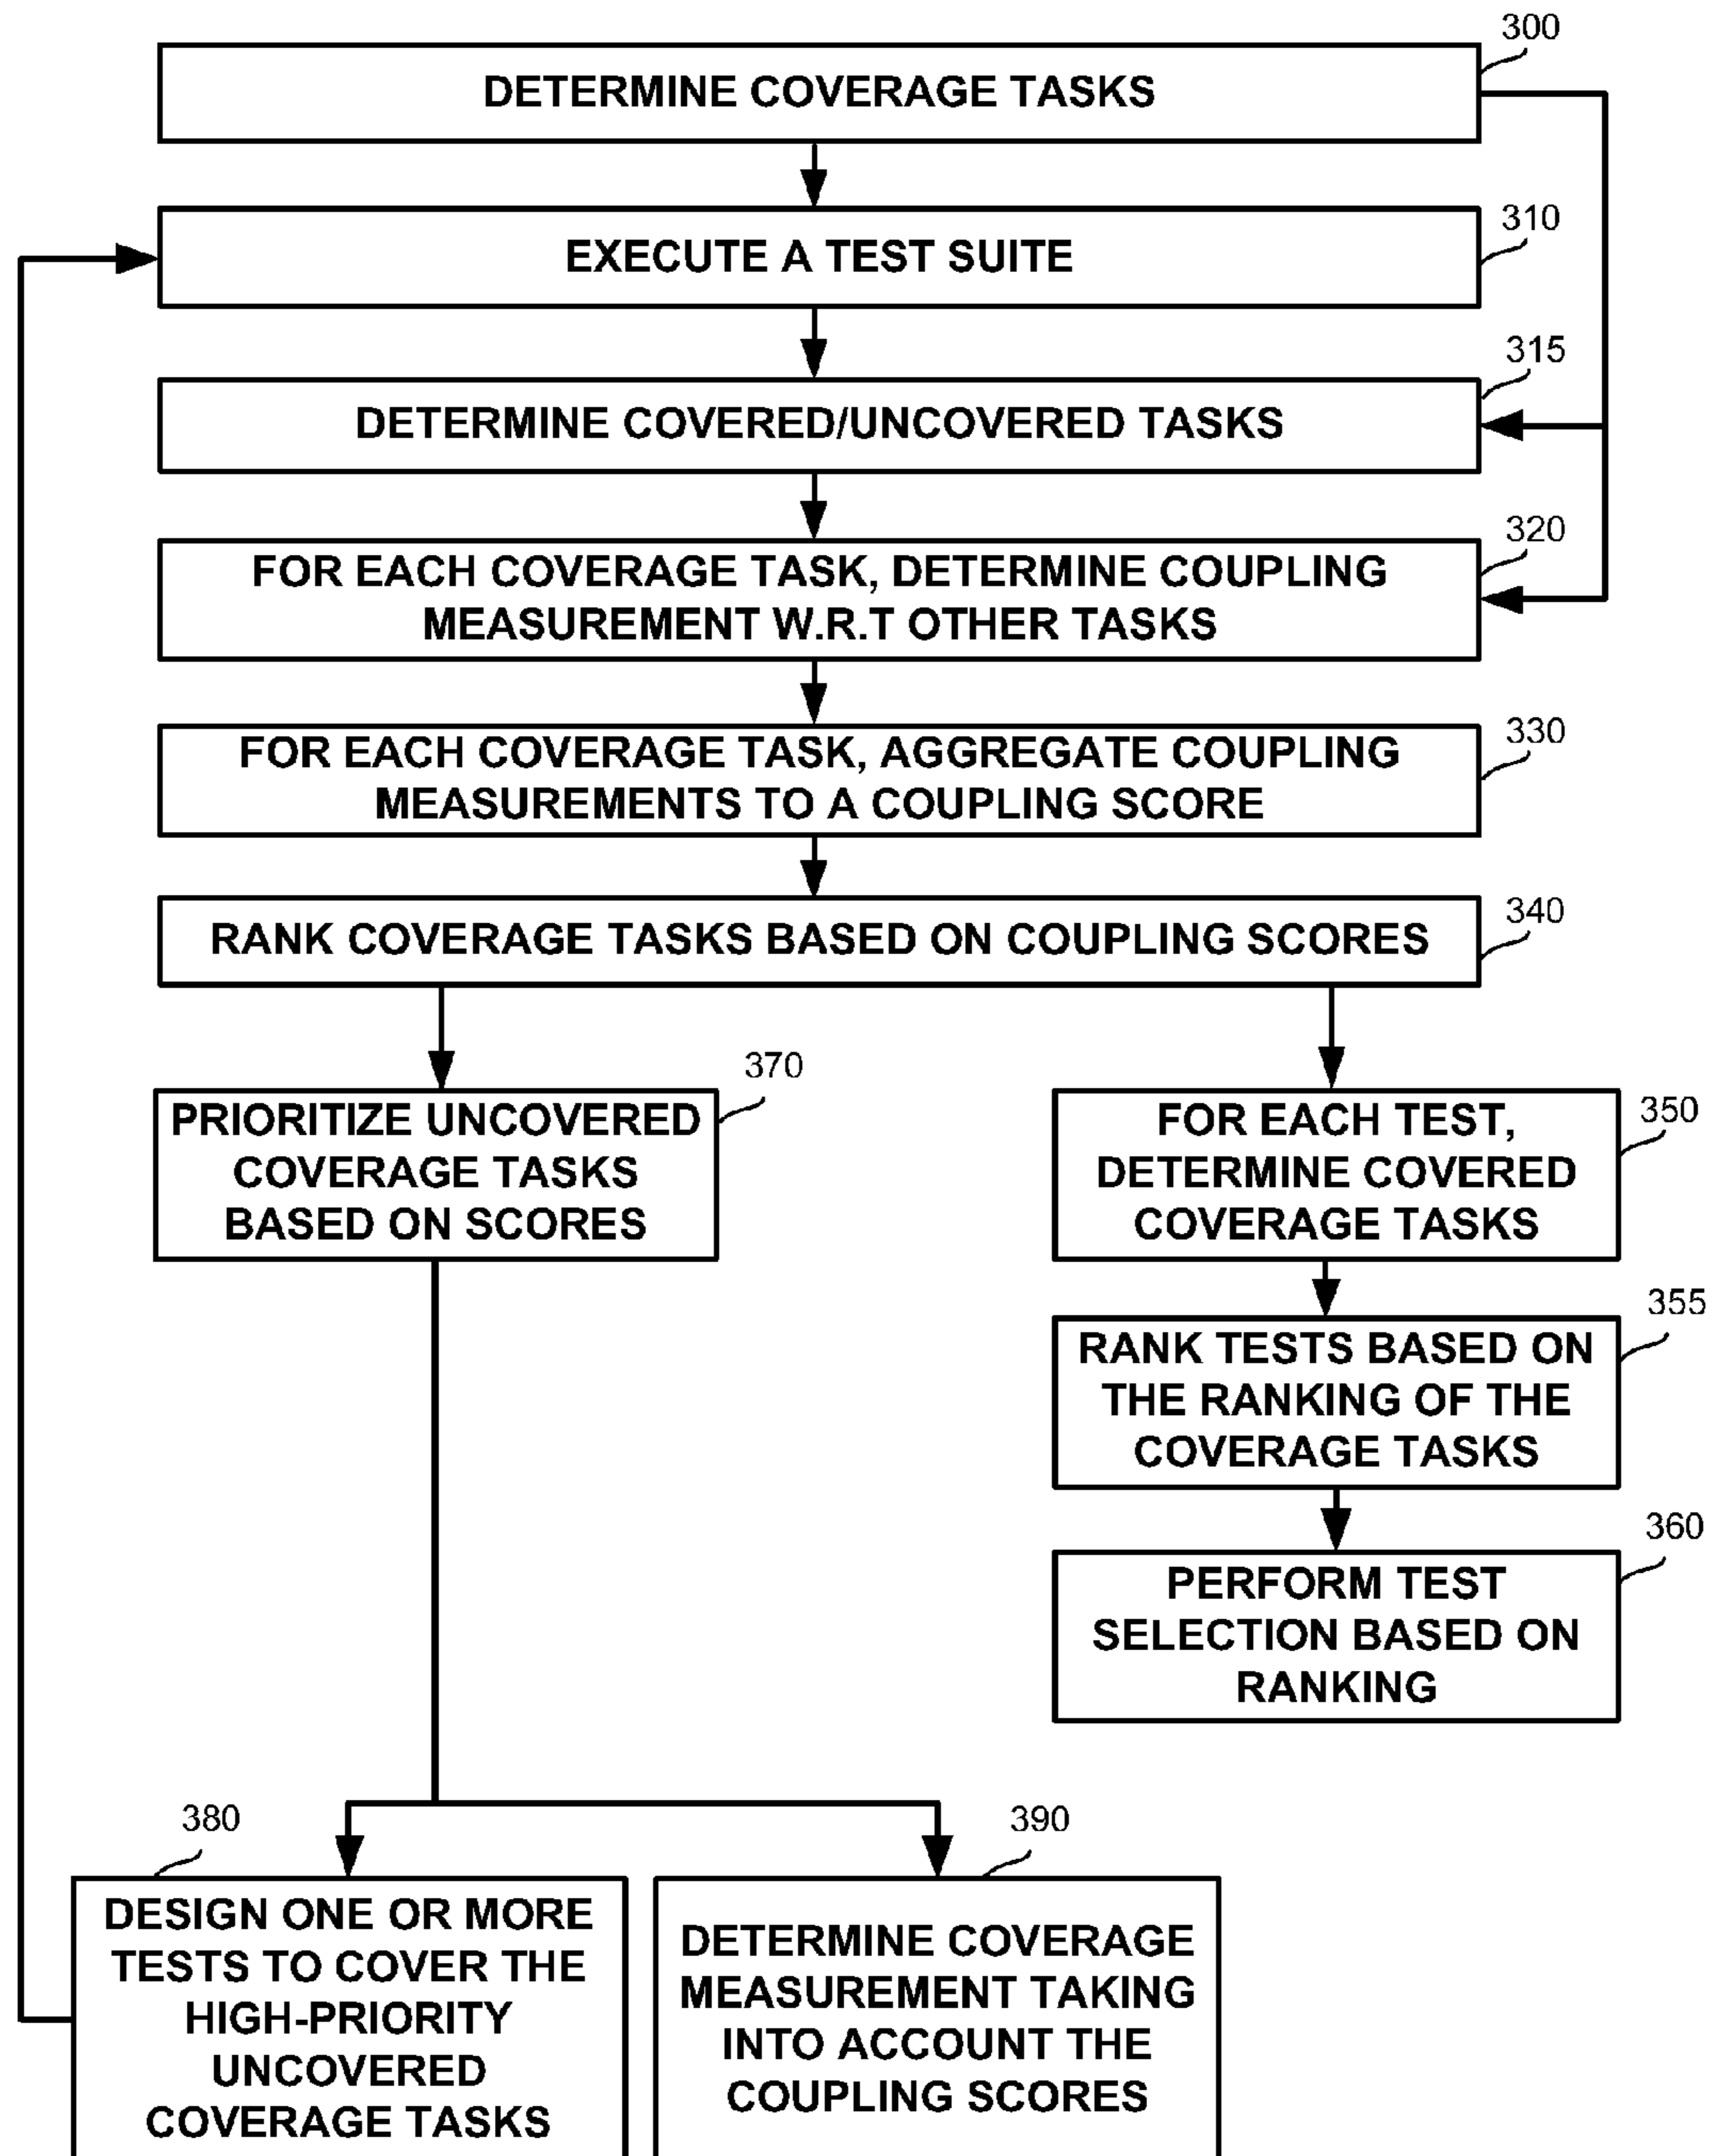 300
DETERMINE COVERAGE TASKS
310
EXECUTE A TEST SUITE
315
DETERMINE COVERED/UNCOVERED TASKS
320
FOR EACH COVERAGE TASK, DETERMINE COUPLING
MEASUREMENT W.R.T OTHER TASKS
330
FOR EACH COVERAGE TASK, AGGREGATE COUPLING
MEASUREMENTS TO A COUPLING SCORE
340
RANK COVERAGE TASKS BASED ON COUPLING SCORES
370
PRIORITIZE UNCOVERED
COVERAGE TASKS
BASED ON SCORES
350
FOR EACH TEST,
DETERMINE COVERED
COVERAGE TASKS
355
RANK TESTS BASED ON
THE RANKING OF THE
COVERAGE TASKS
360
PERFORM TEST
SELECTION BASED ON
RANKING
380
DESIGN ONE OR MORE
TESTS TO COVER THE
HIGH-PRIORITY
UNCOVERED
COVERAGE TASKS
390
DETERMINE COVERAGE
MEASUREMENT TAKING
INTO ACCOUNT THE
COUPLING SCORES